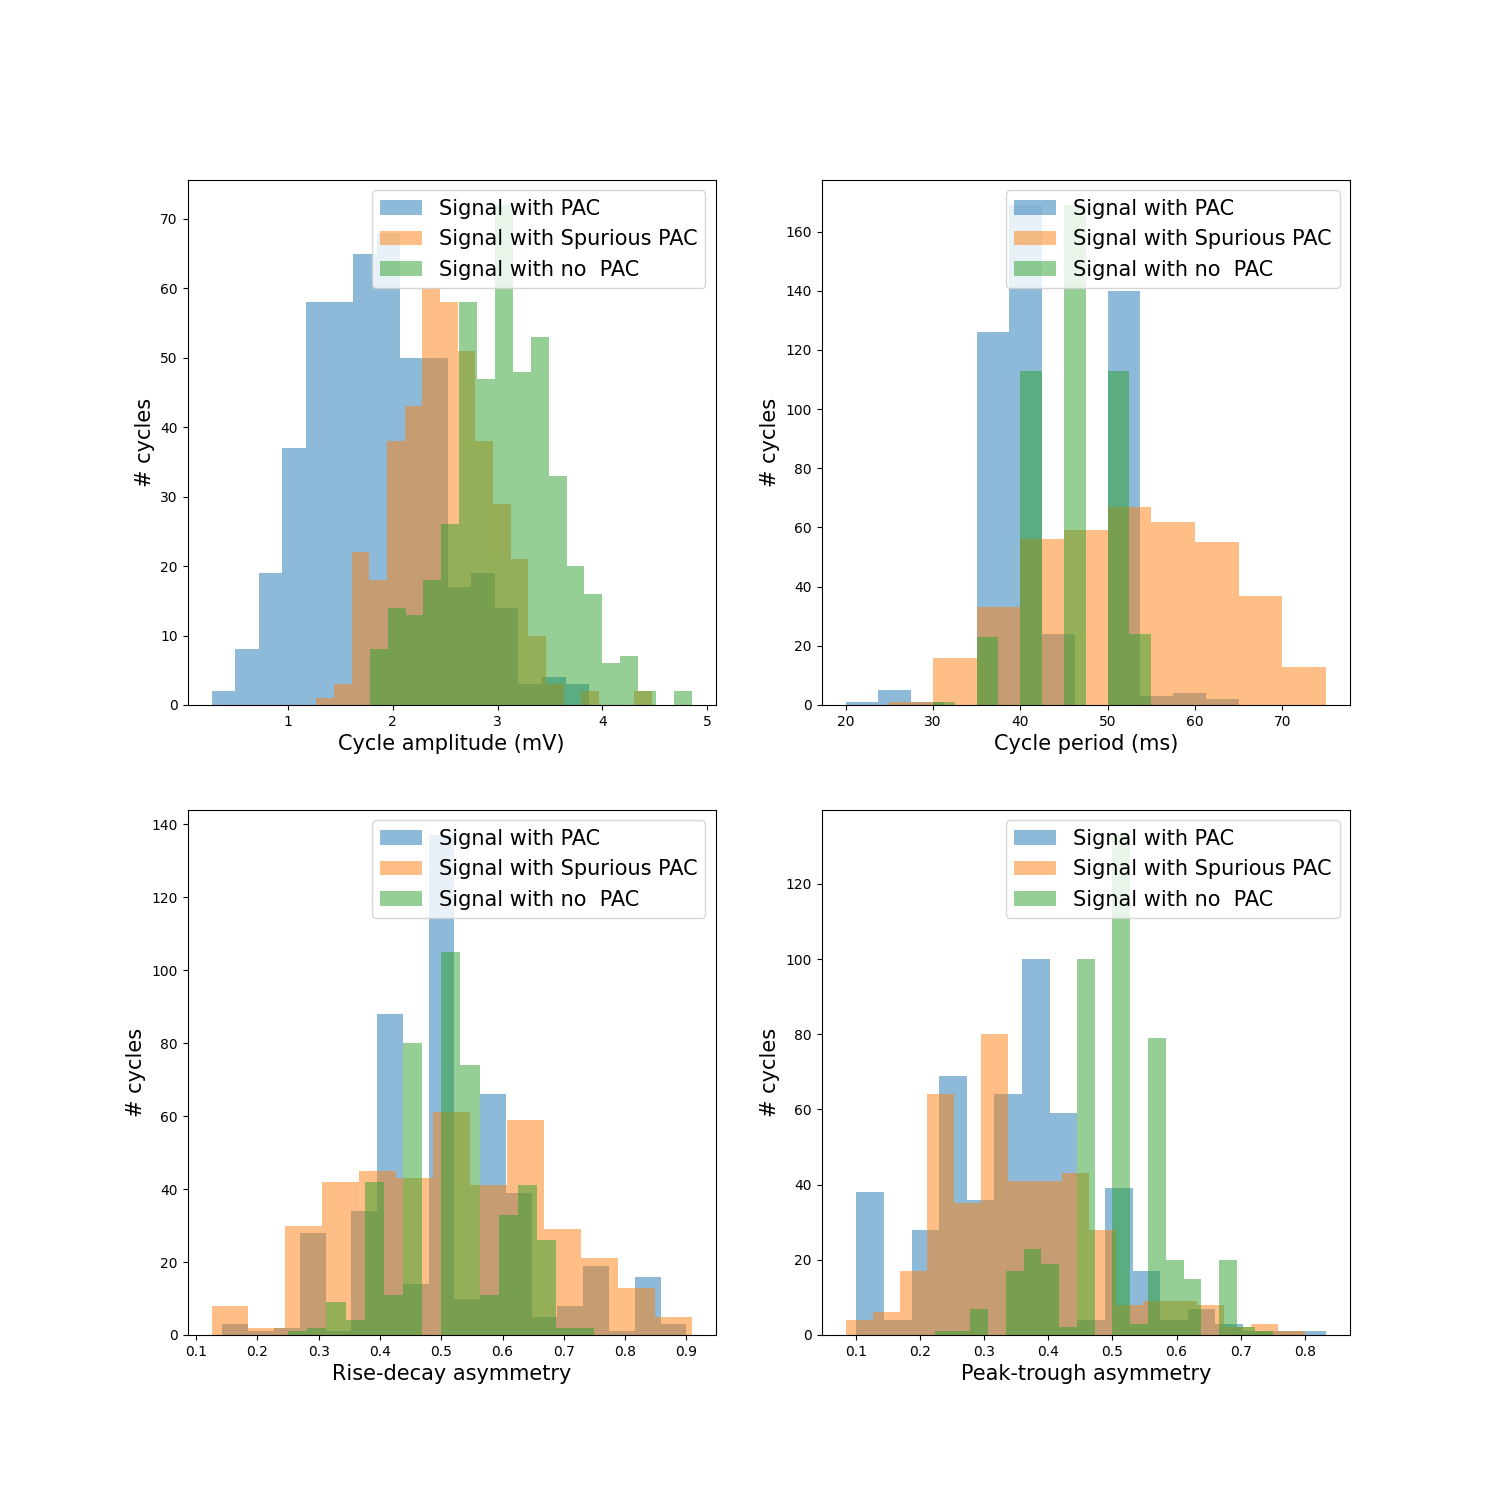 Signal with PAC
Signal with Spurious PAC
Signal with no  PAC
70
60
50
40
30
20
10
0
# cycles
1 2 3 4 5
Cycle amplitude (mV)
Signal with PAC
Signal with Spurious PAC
Signal with no  PAC
160
140
120
100
80
60
40
20
0
# cycles
20 30 40 50 60 70
Cycle period (ms)
Signal with PAC
Signal with Spurious PAC
Signal with no  PAC
140
120
100
80
60
40
20
0
# cycles
0.1 0.2 0.3 0.4 0.5 0.6 0.7 0.8 0.9
Rise-decay asymmetry
Signal with PAC
Signal with Spurious PAC
Signal with no  PAC
120
100
80
60
40
20
0
# cycles
0.1 0.2 0.3 0.4 0.5 0.6 0.7 0.8
Peak-trough asymmetry